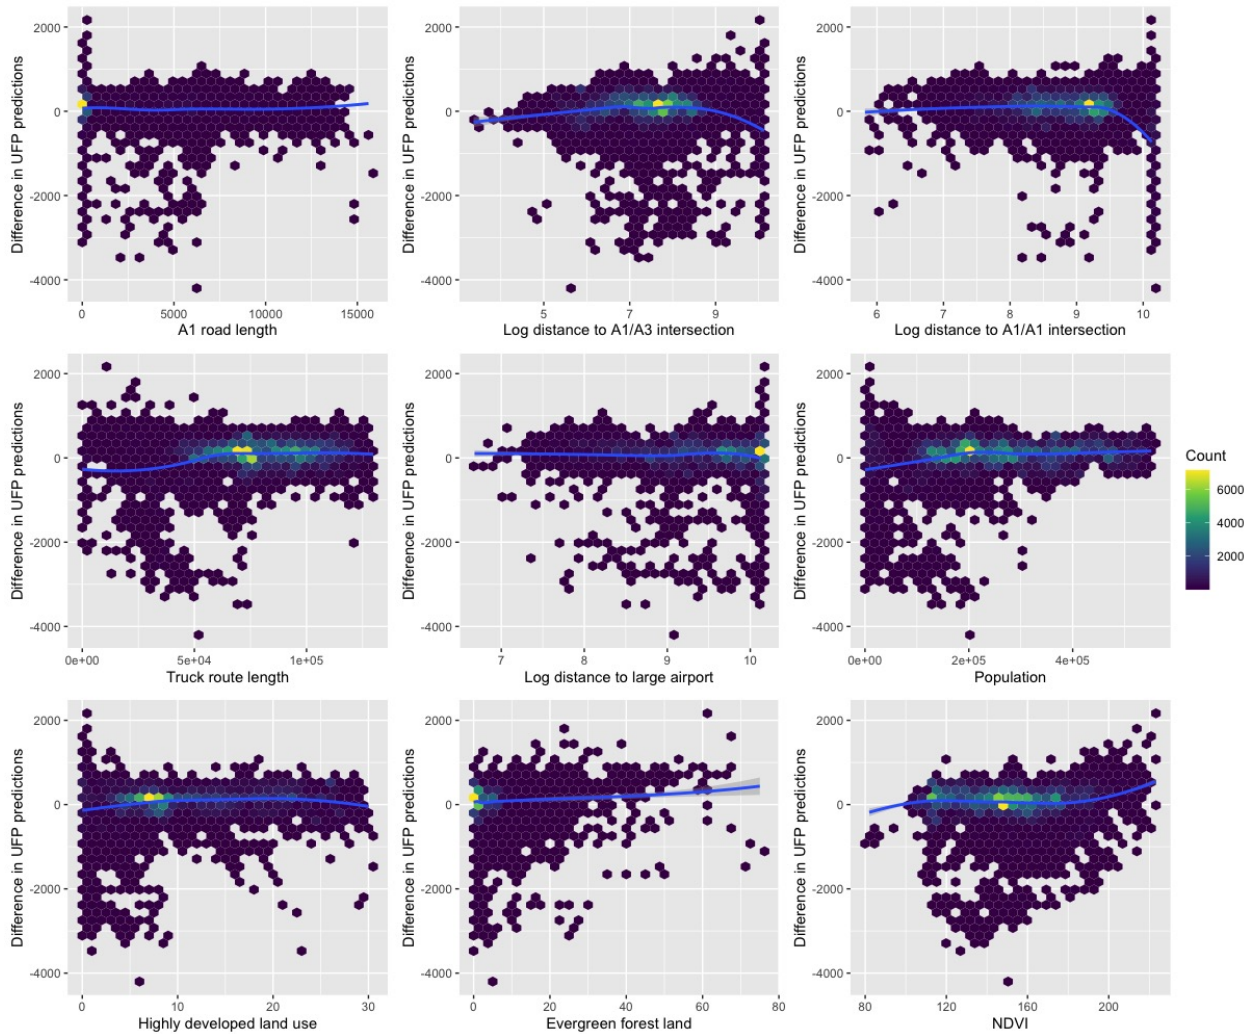 2000
0
-2000
-4000
Difference in UFP predictions
0
5000
10000
15000
A1 road length
2000
0
-2000
-4000
Difference in UFP predictions
5
7
9
Log distance to A1/A3 intersection
2000
0
-2000
-4000
Difference in UFP predictions
6
7
8
9
10
Log distance to A1/A1 intersection
2000
0
-2000
-4000
Difference in UFP predictions
0e+00
5e+04
1e+05
Truck route length
2000
0
-2000
-4000
Difference in UFP predictions
7
8
9
10
Log distance to large airport
2000
0
-2000
-4000
Difference in UFP predictions
0e+00
2e+05
4e+05
Population
Count
6000
4000
2000
2000
0
-2000
-4000
Difference in UFP predictions
0
10
20
30
Highly developed land use
2000
0
-2000
-4000
Difference in UFP predictions
0
20
40
60
80
Evergreen forest land
2000
0
-2000
-4000
Difference in UFP predictions
80
120
160
200
NDVI